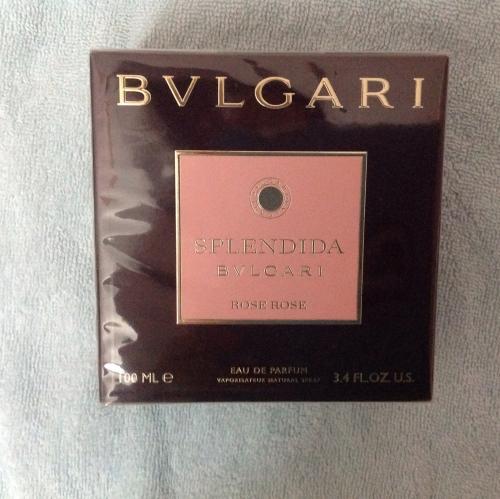 BVLGARI
SPLENDIDA
BVLGARI
ROSE ROSE
100 ML e
EAU DE PARFUM
VAPORISATEUR NATURAL SPRAY
3.4 FL.OZ. U.S.